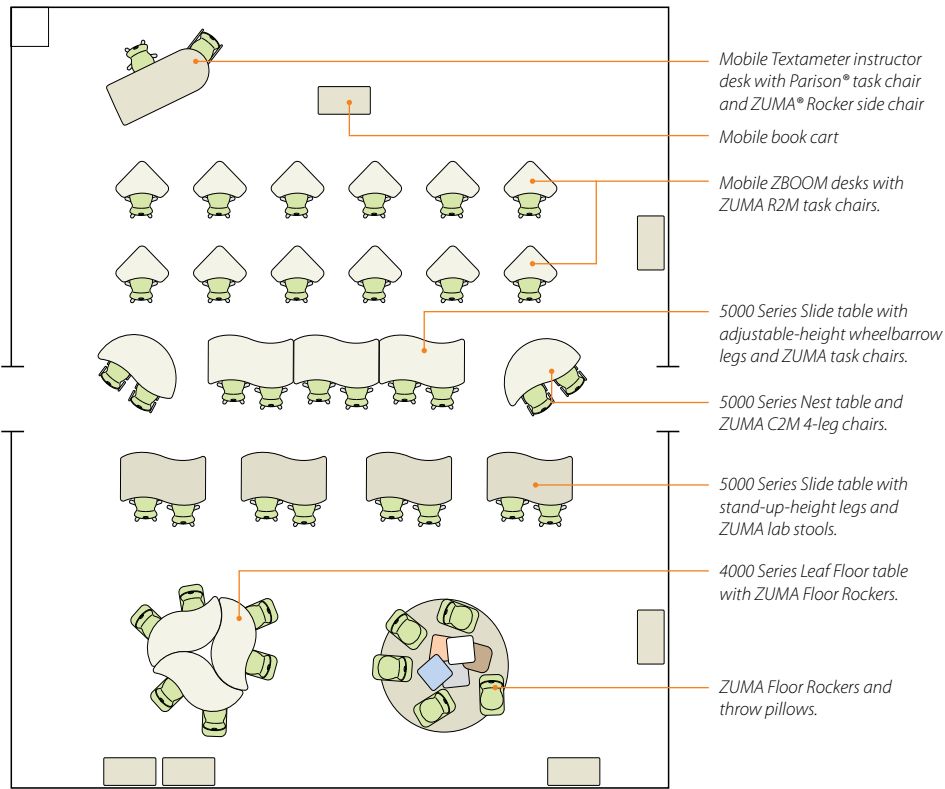 Mobile Textameter instructor
desk with Parison® task chair
and ZUMA® Rocker side chair
Mobile book cart
Mobile ZBOOM desks with
ZUMA R2M task chairs.
5000 Series Slide table with
adjustable-height wheelbarrow
legs and ZUMA task chairs.
5000 Series Nest table and
ZUMA C2M 4-leg chairs.
5000 Series Slide table with
stand-up-height legs and
ZUMA lab stools.
4000 Series Leaf Floor table
with ZUMA Floor Rockers.
ZUMA Floor Rockers and
throw pillows.